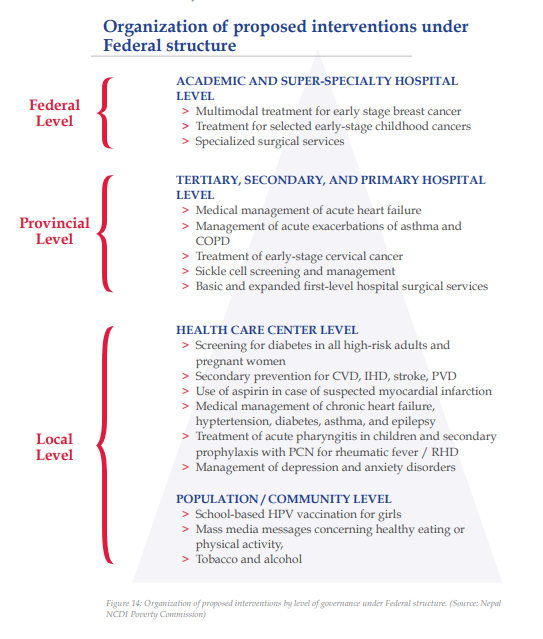 Organization of proposed interventions under
Federal structure
Federal
Level
ACADEMIC AND SUPER-SPECIALTY HOSPITAL
LEVEL
> Multimodal treatment for early stage breast cancer
> Treatment for selected early-stage childhood cancers
> Specialized surgical services
Provincial
Level
TERTIARY, SECONDARY, AND PRIMARY HOSPITAL
LEVEL
> Medical management of acute heart failure
> Management of acute exacerbations of asthma and
COPD
> Treatment of early-stage cervical cancer
> Sickle cell screening and management
> Basic and expanded first-level hospital surgical services
Local
Level
HEALTH CARE CENTER LEVEL
> Screening for diabetes in all high-risk adults and
pregnant women
> Secondary prevention for CVD, IHD, stroke, PVD
> Use of aspirin in case of suspected myocardial infarction
> Medical management of chronic heart failure,
hyptertension, diabetes, asthma, and epilepsy
> Treatment of acute pharyngitis in children and secondary
prophylaxis with PCN for rheumatic fever / RHD
> Management of depression and anxiety disorders
POPULATION / COMMUNITY LEVEL
> School-based HPV vaccination for girls
> Mass media messages concerning healthy eating or
physical activity,
> Tobacco and alcohol
Figure 14: Organization of proposed interventions by level of governance under Federal structure. (Source: Nepal
NCDI Poverty Commission)